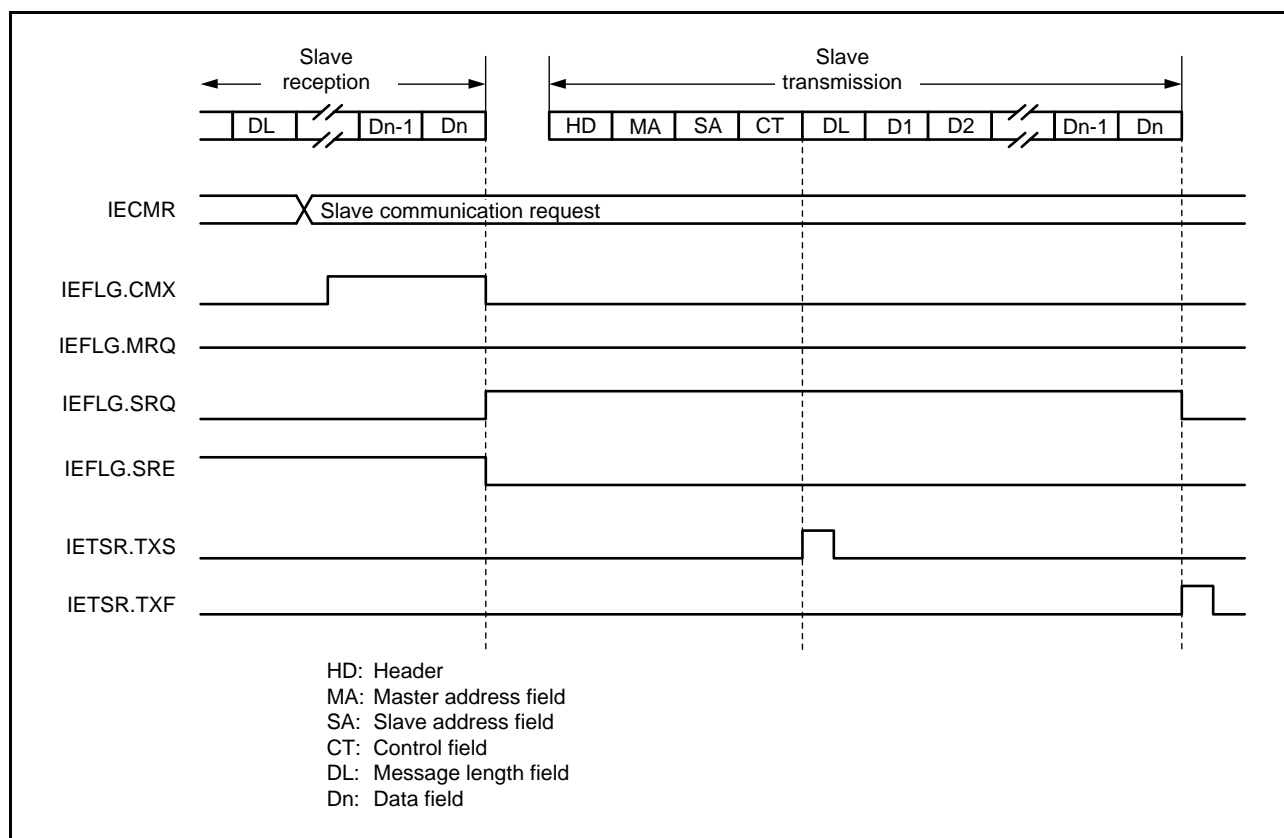 Slave
reception
Slave
transmission
DL Dn-1 Dn HD MA SA CT DL D1 D2 Dn-1 Dn
IECMR Slave communication request
IEFLG.CMX
IEFLG.MRQ
IEFLG.SRQ
IEFLG.SRE
IETSR.TXS
IETSR.TXF
HD: Header
MA: Master address field
SA: Slave address field
CT: Control field
DL: Message length field
Dn: Data field